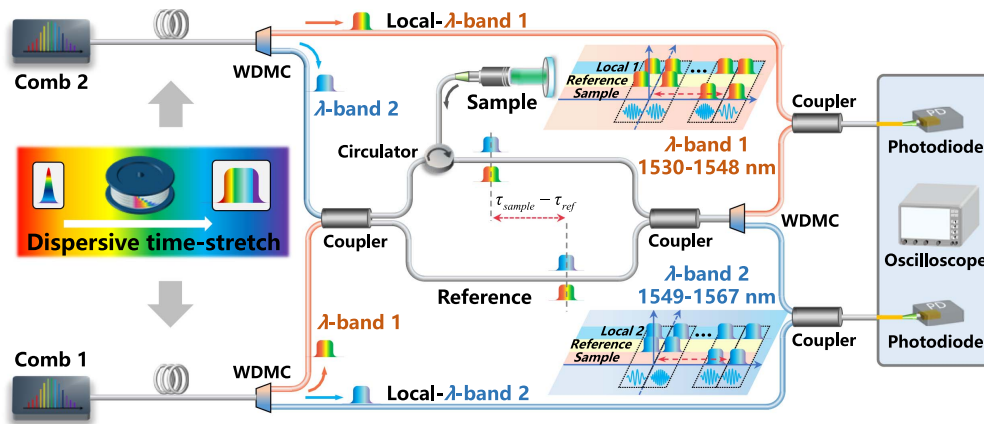 Comb 2
WDMC
Local-λ-band 1
λ-band 2
Sample
Circulator
Local 1
Reference
Sample
...
λ-band 1
1530-1548 nm
Coupler
PD
Photodiode
Dispersive time-stretch
Coupler
τsample − τref
Coupler
WDMC
Oscilloscope
Reference
λ-band 2
1549-1567 nm
λ-band 1
Local 2
Reference
Sample
...
Coupler
PD
Photodiode
Comb 1
WDMC
Local-λ-band 2